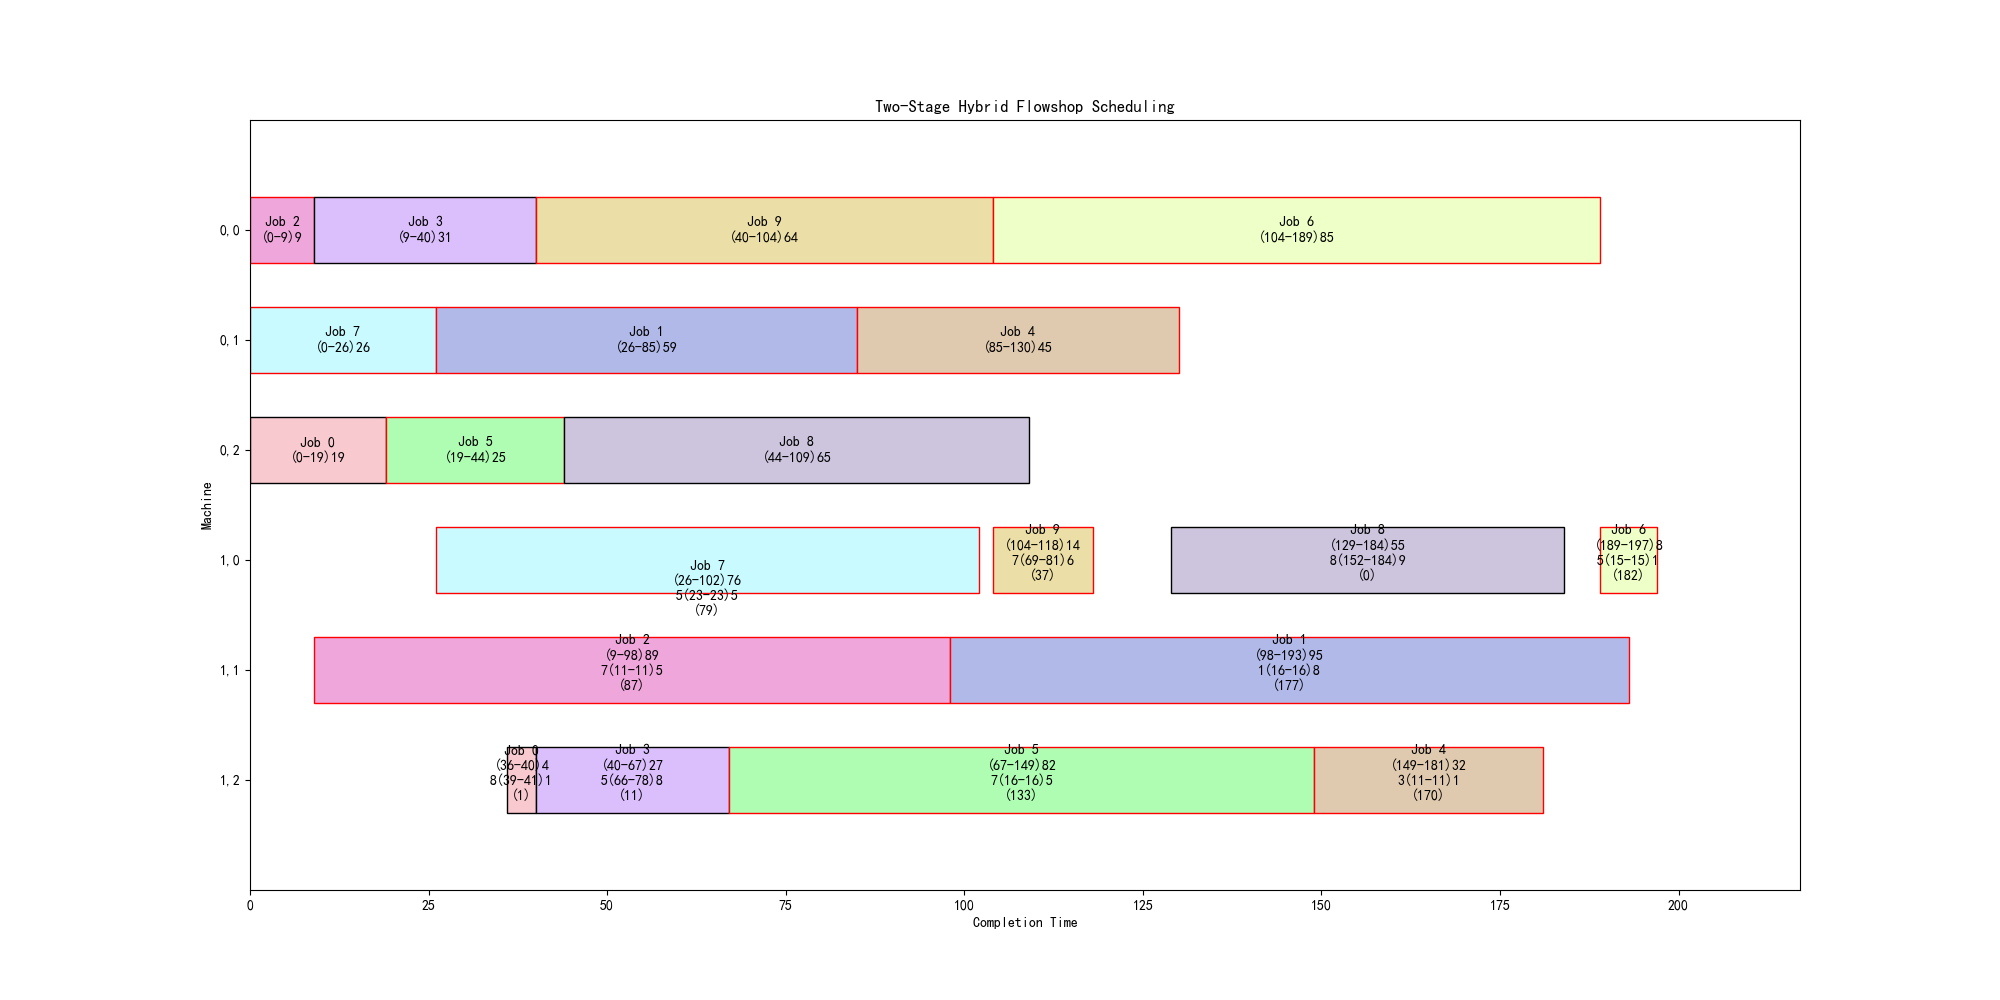 Two-Stage Hybrid Flowshop Scheduling
Machine
0,0
Job 2
(0-9)9
Job 3
(9-40)31
Job 9
(40-104)64
Job 6
(104-189)85
0,1
Job 7
(0-26)26
Job 1
(26-85)59
Job 4
(85-130)45
0,2
Job 0
(0-19)19
Job 5
(19-44)25
Job 8
(44-109)65
1,0
Job 7
(26-102)76
5(23-23)5
(79)
Job 9
(104-118)14
7(69-81)6
(37)
Job 8
(129-184)55
8(152-184)9
(0)
Job 6
(189-197)8
5(15-15)1
(182)
1,1
Job 2
(9-98)89
7(11-11)5
(87)
Job 1
(98-193)95
1(16-16)8
(177)
1,2
Job 0
(36-40)4
8(39-41)1
(1)
Job 3
(40-67)27
5(66-78)8
(11)
Job 5
(67-149)82
7(16-16)5
(133)
Job 4
(149-181)32
3(11-11)1
(170)
0
25
50
75
100
125
150
175
200
Completion Time